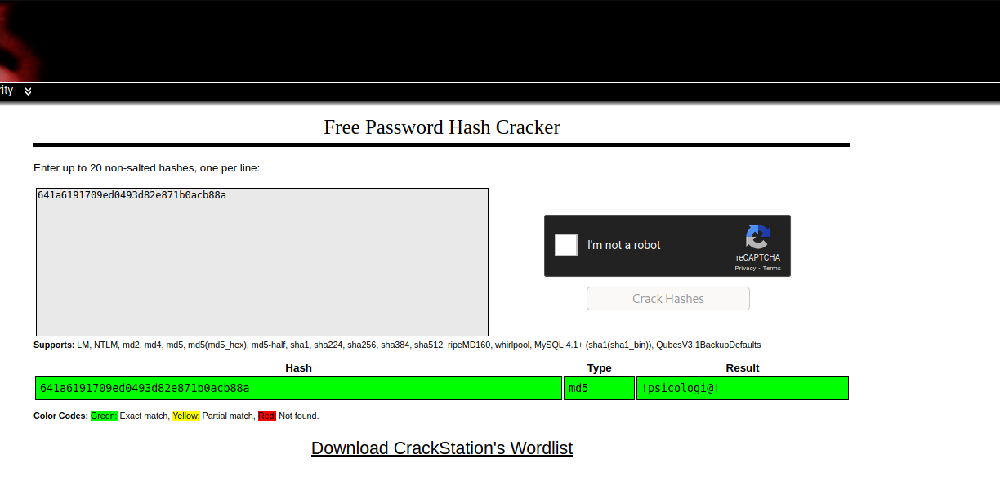 rity
Free Password Hash Cracker
Enter up to 20 non-salted hashes, one per line:
641a6191709ed0493d82e871b0acb88a
I'm not a robot
reCAPTCHA
Privacy - Terms
Crack Hashes
Supports: LM, NTLM, md2, md4, md5, md5(md5_hex), md5-half, sha1, sha224, sha256, sha384, sha512, ripeMD160, whirlpool, MySQL 4.1+ (sha1(sha1_bin)), QubesV3.1BackupDefaults
Hash Type Result
641a6191709ed0493d82e871b0acb88a md5 !psicologi@!
Color Codes: Green: Exact match, Yellow: Partial match, Red: Not found.
Download CrackStation's Wordlist